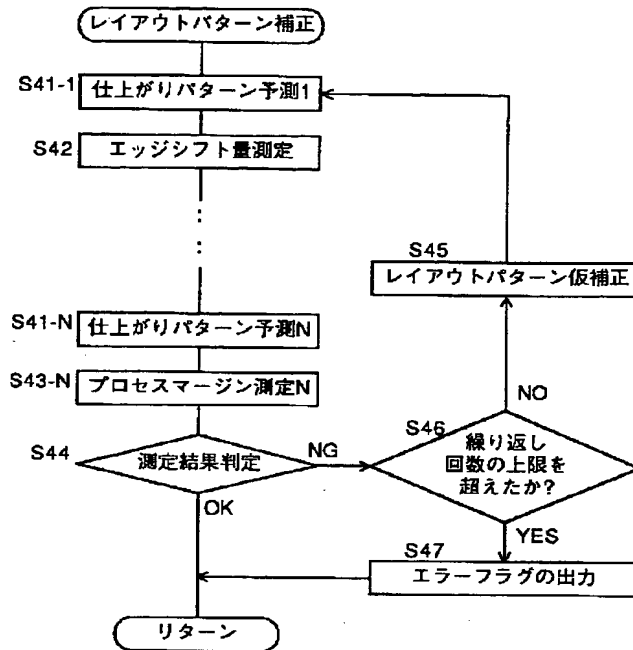 レイアウトパターン補正
S41-1
仕上がりパターン予測1
S42
エッジシフト量測定
S45
レイアウトパターン仮補正
S41-N
仕上がりパターン予測N
S43-N
プロセスマージン測定N
NO
S44
測定結果判定
NG
S46
繰り返し
回数の上限を
超えたか?
OK
YES
S47
エラーフラグの出力
リターン